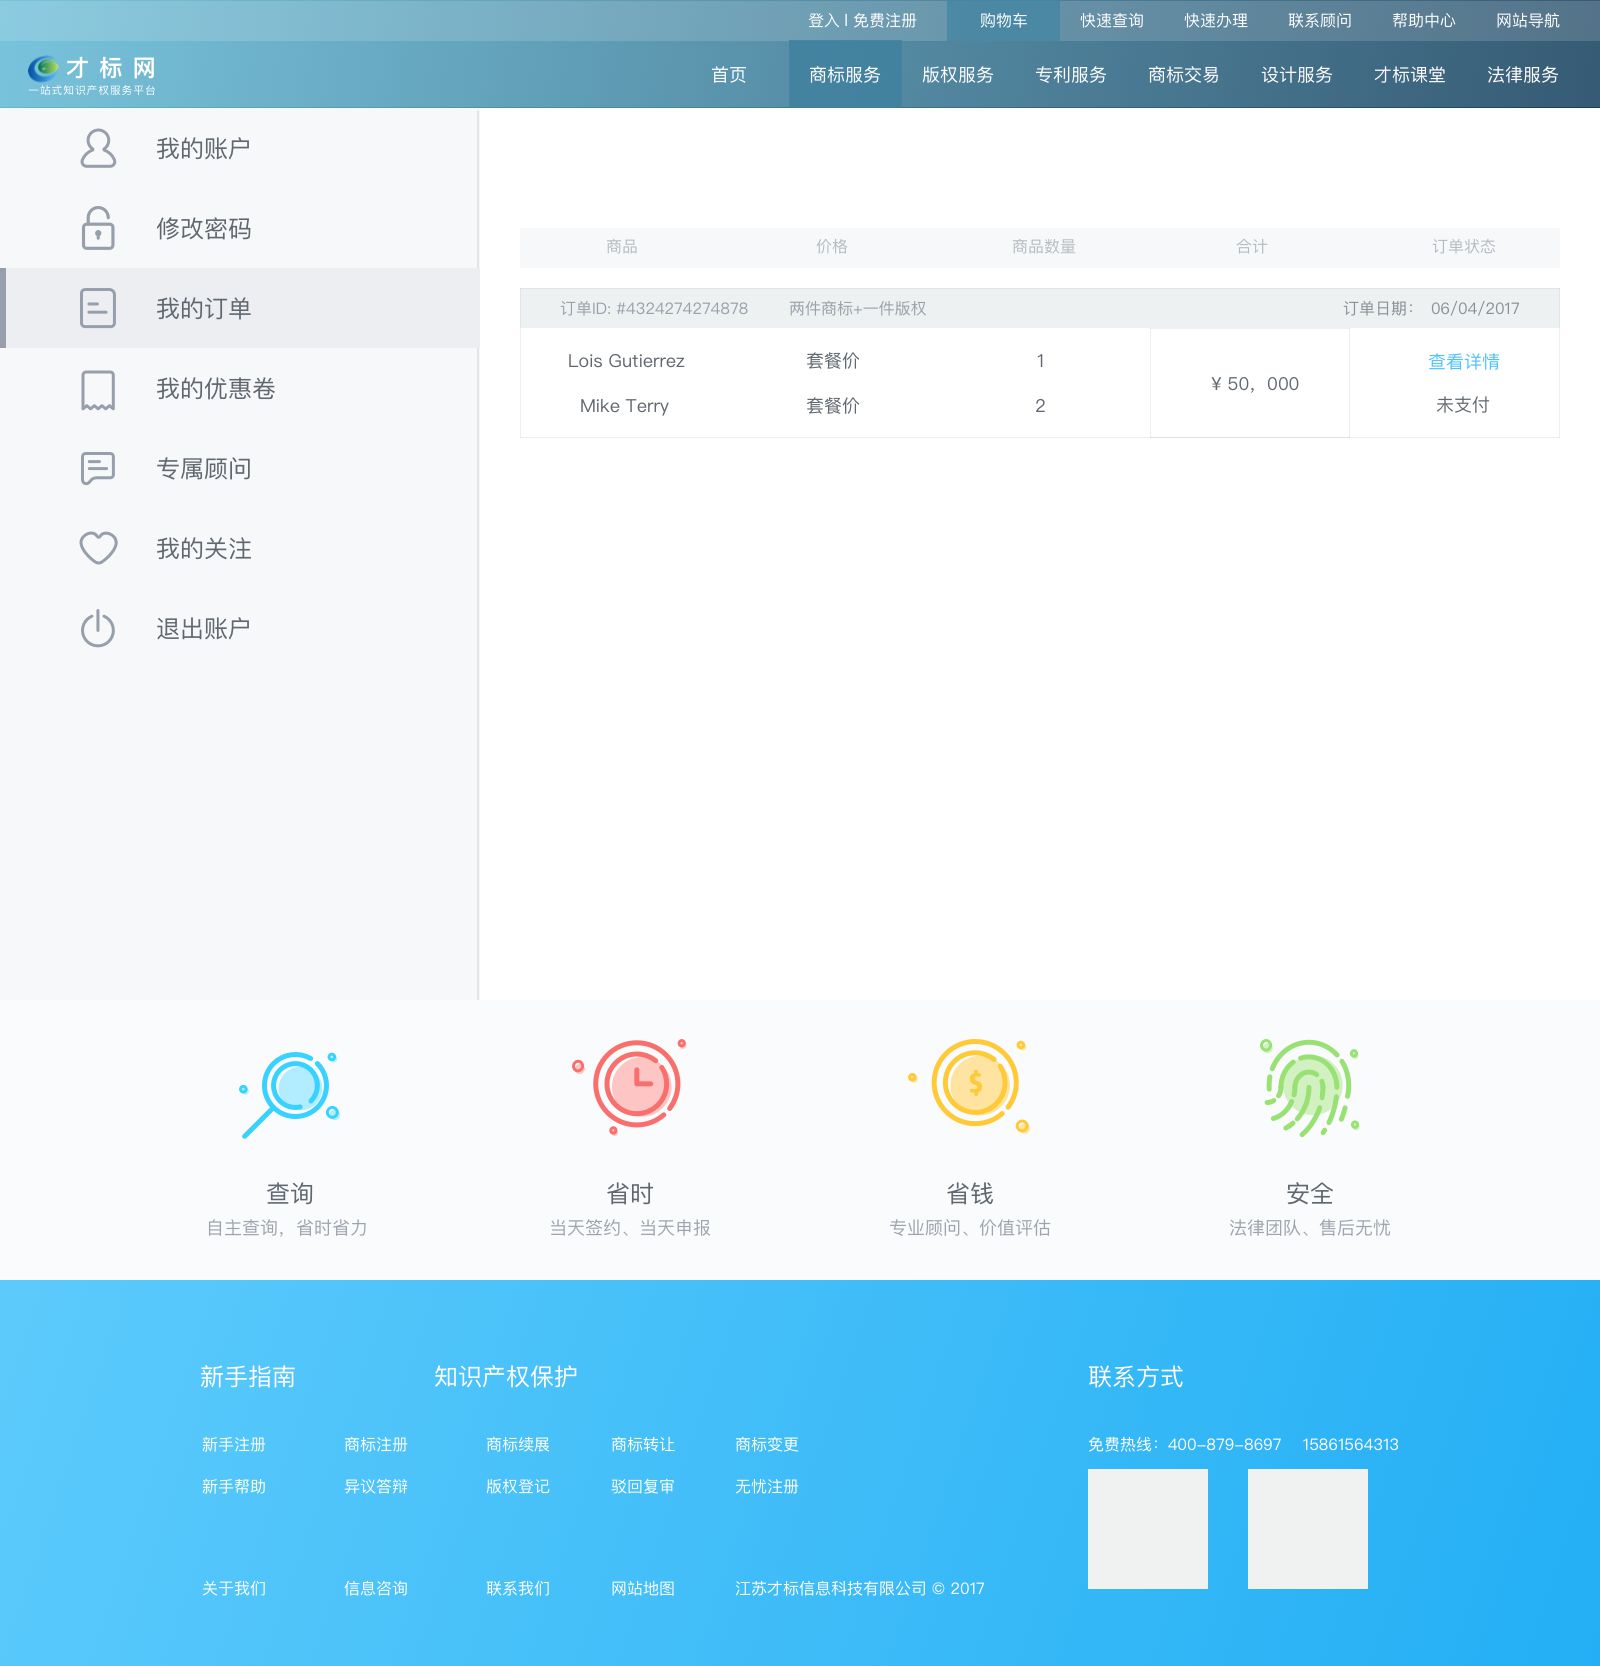 登入 | 免费注册 购物车 快速查询 快速办理 联系顾问 帮助中心 网站导航
才标网
一站式知识产权服务平台
首页 商标服务 版权服务 专利服务 商标交易 设计服务 才标课堂 法律服务
我的账户
修改密码
我的订单
我的优惠卷
专属顾问
我的关注
退出账户
商品 价格 商品数量 合计 订单状态
订单ID: #4324274274878 两件商标+一件版权 订单日期： 06/04/2017
Lois Gutierrez 套餐价 1 查看详情
¥ 50，000
Mike Terry 套餐价 2 未支付
$
查询 省时 省钱 安全
自主查询，省时省力 当天签约、当天申报 专业顾问、价值评估 法律团队、售后无忧
新手指南 知识产权保护 联系方式
新手注册 商标注册 商标续展 商标转让 商标变更 免费热线：400-879-8697 15861564313
新手帮助 异议答辩 版权登记 驳回复审 无忧注册
关于我们 信息咨询 联系我们 网站地图 江苏才标信息科技有限公司 © 2017